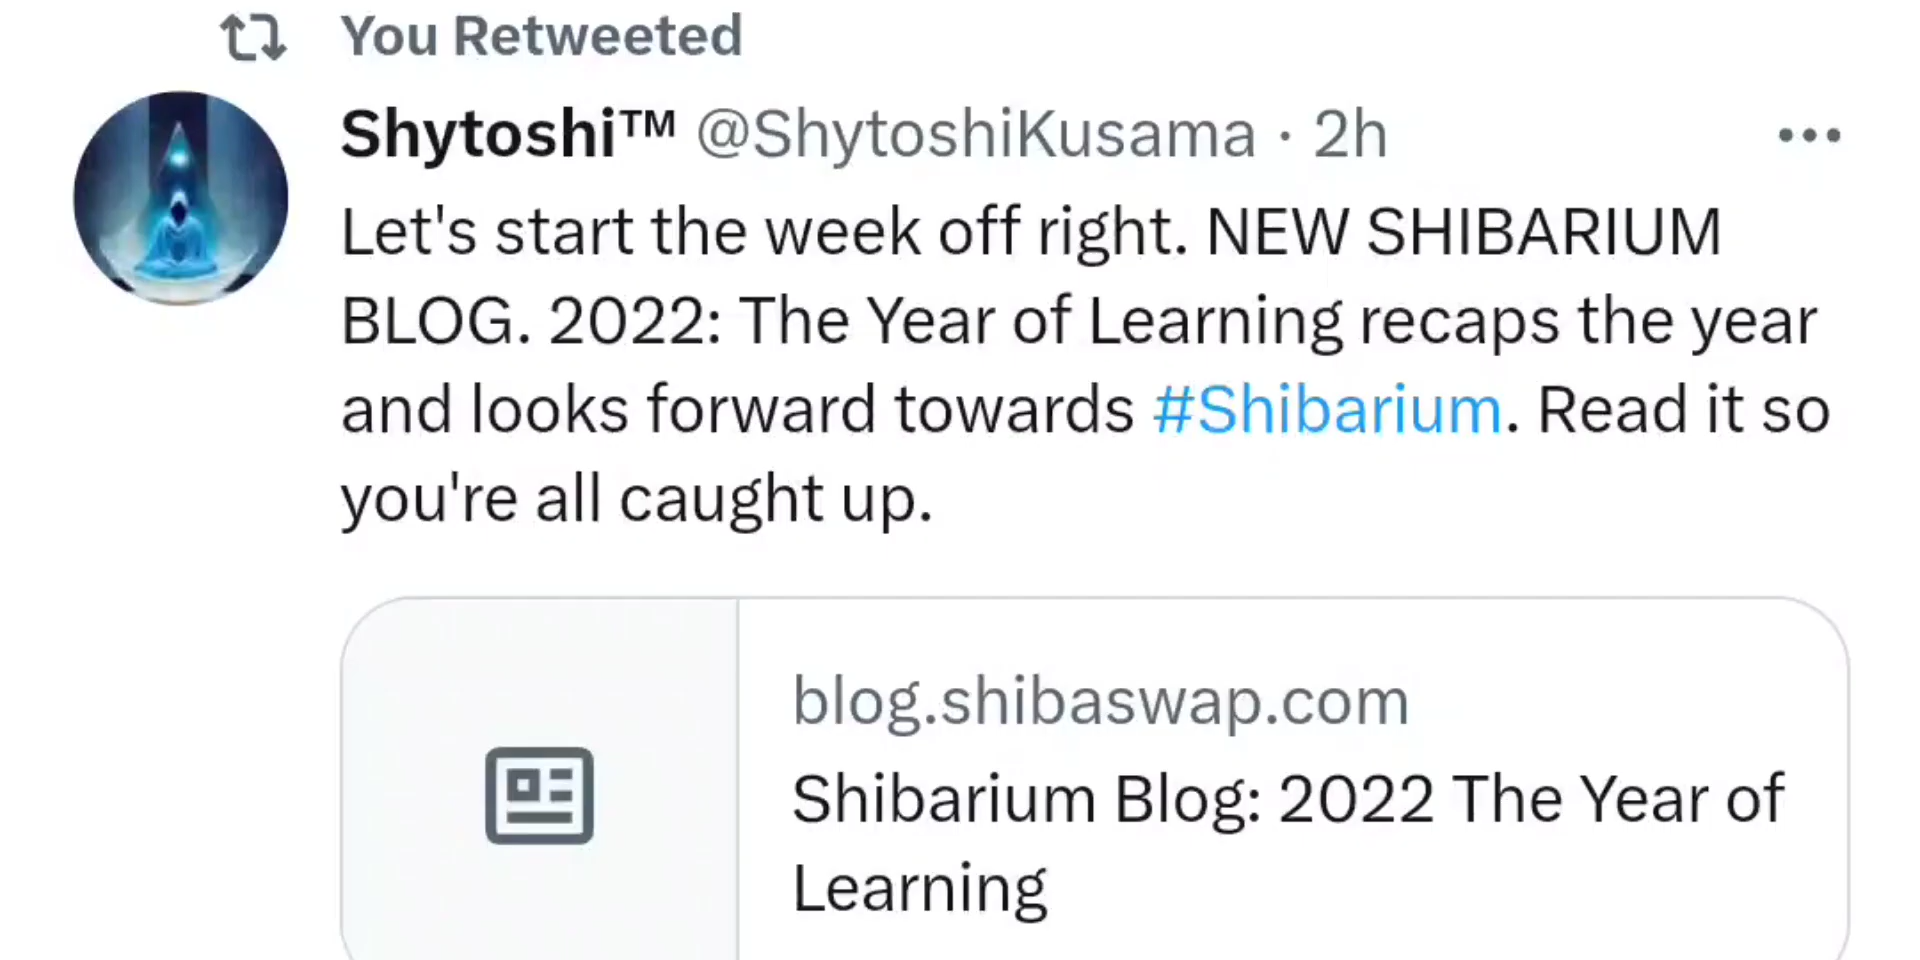 You Retweeted
Shytoshi™ @ShytoshiKusama · 2h
Let's start the week off right. NEW SHIBARIUM
BLOG. 2022: The Year of Learning recaps the year
and looks forward towards #Shibarium. Read it so
you're all caught up.
blog.shibaswap.com
Shibarium Blog: 2022 The Year of
Learning